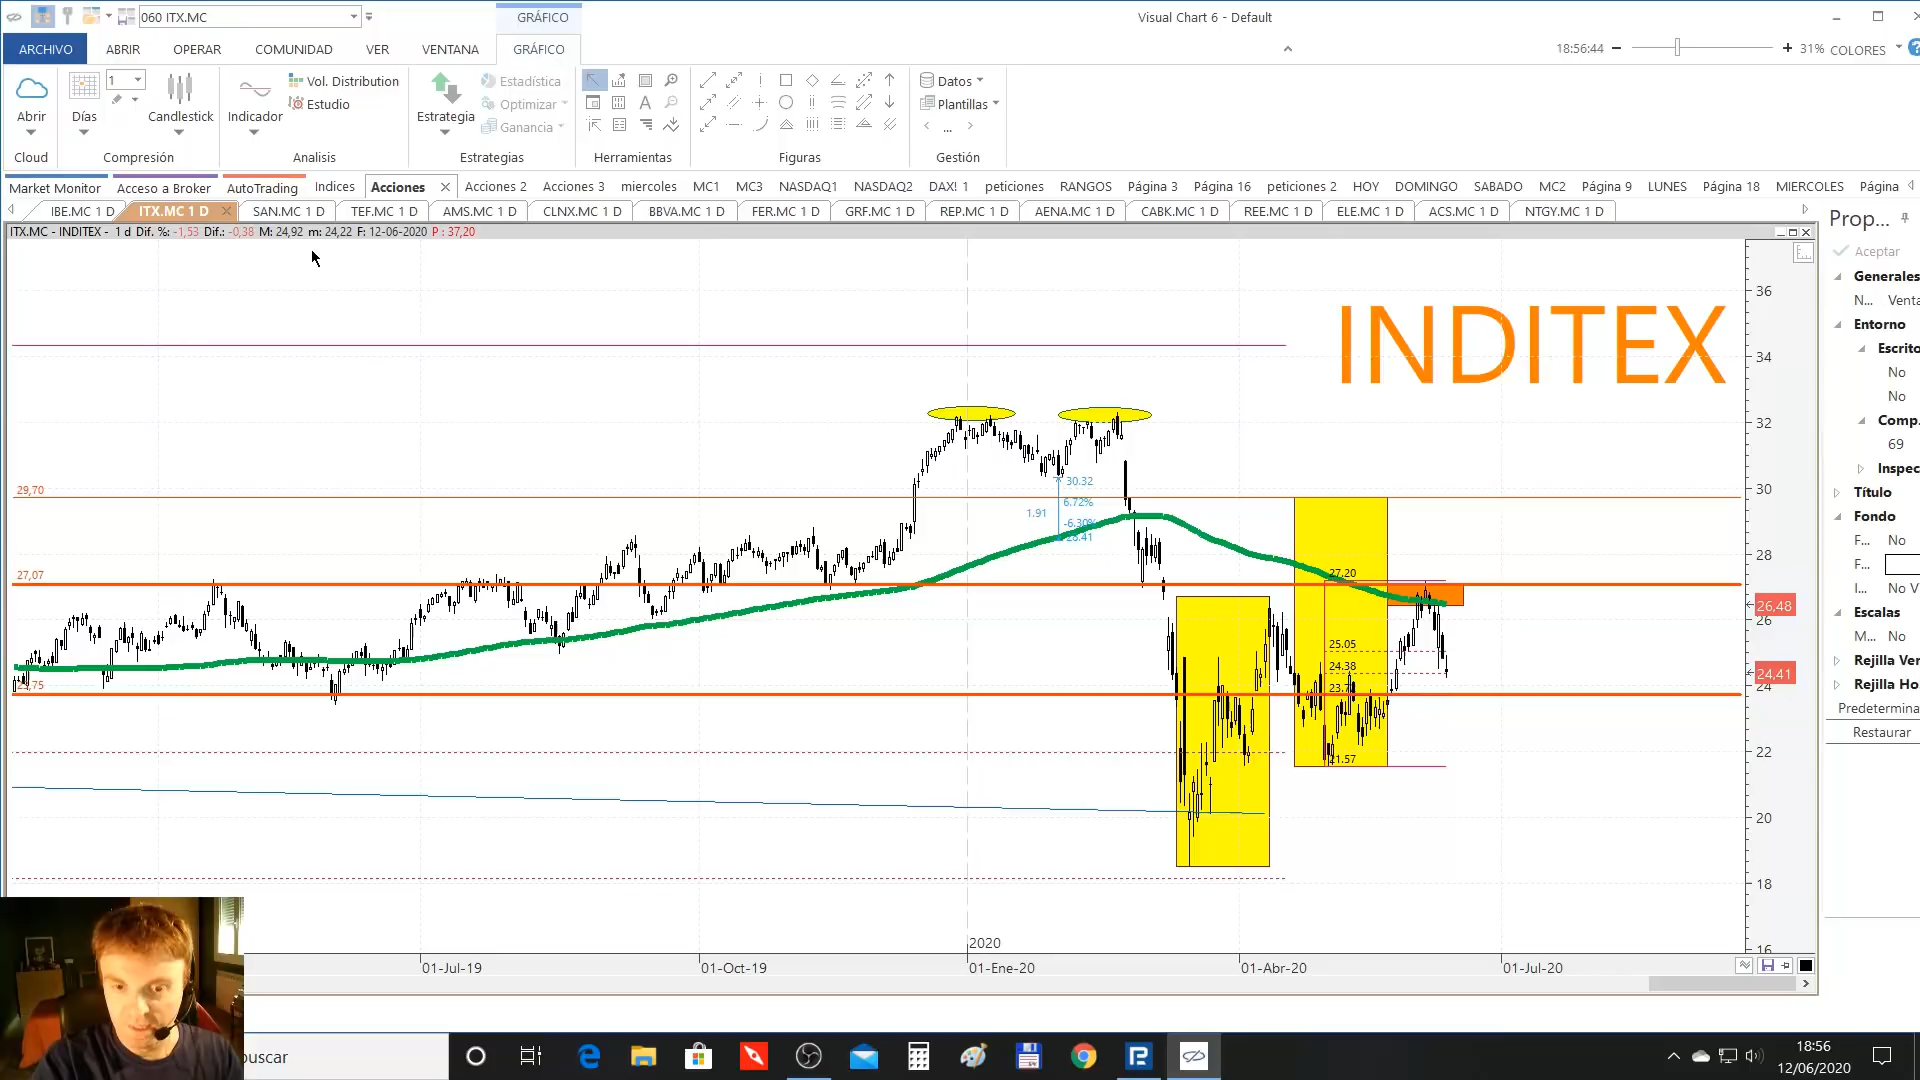 060 ITX.MC
GRÁFICO
Visual Chart 6 - Default
ARCHIVO ABRIR OPERAR COMUNIDAD VER VENTANA GRÁFICO
18:56:44 31% COLORES
1
Vol. Distribution
Estudio
Estadística
Optimizar
Ganancia
Datos
Plantillas
...
Abrir Días Candlestick Indicador Estrategia
Cloud Compresión Analisis Estrategias Herramientas Figuras Gestión
Market Monitor Acceso a Broker AutoTrading Indices Acciones Acciones 2 Acciones 3 miercoles MC1 MC3 NASDAQ1 NASDAQ2 DAX! 1 peticiones RANGOS Página 3 Página 16 peticiones 2 HOY DOMINGO SABADO MC2 Página 9 LUNES Página 18 MIERCOLES Página
IBE.MC 1 D ITX.MC 1 D SAN.MC 1 D TEF.MC 1 D AMS.MC 1 D CLNX.MC 1 D BBVA.MC 1 D FER.MC 1 D GRF.MC 1 D REP.MC 1 D AENA.MC 1 D CABK.MC 1 D REE.MC 1 D ELE.MC 1 D ACS.MC 1 D NTGY.MC 1 D
ITX.MC - INDITEX - 1 d Dif. %: -1,53 Dif.: -0,38 M: 24,92 m: 24,22 F: 12-06-2020 P : 37,20
INDITEX
36
34
32
30
28
26,48
26
24,41
24
22
20
18
16
29,70
27,07
30.32
6.72%
1.91
-6.30%
27.20
25.05
24.38
21.57
2020
01-Jul-19 01-Oct-19 01-Ene-20 01-Abr-20 01-Jul-20
Prop...
Aceptar
Generales
N... Venta
Entorno
Escrito
No
No
Comp.
69
Inspec
Título
Fondo
F... No
F...
I... No V
Escalas
M... No
Rejilla Ver
Rejilla Ho
Predetermina
Restaurar
buscar
18:56
12/06/2020